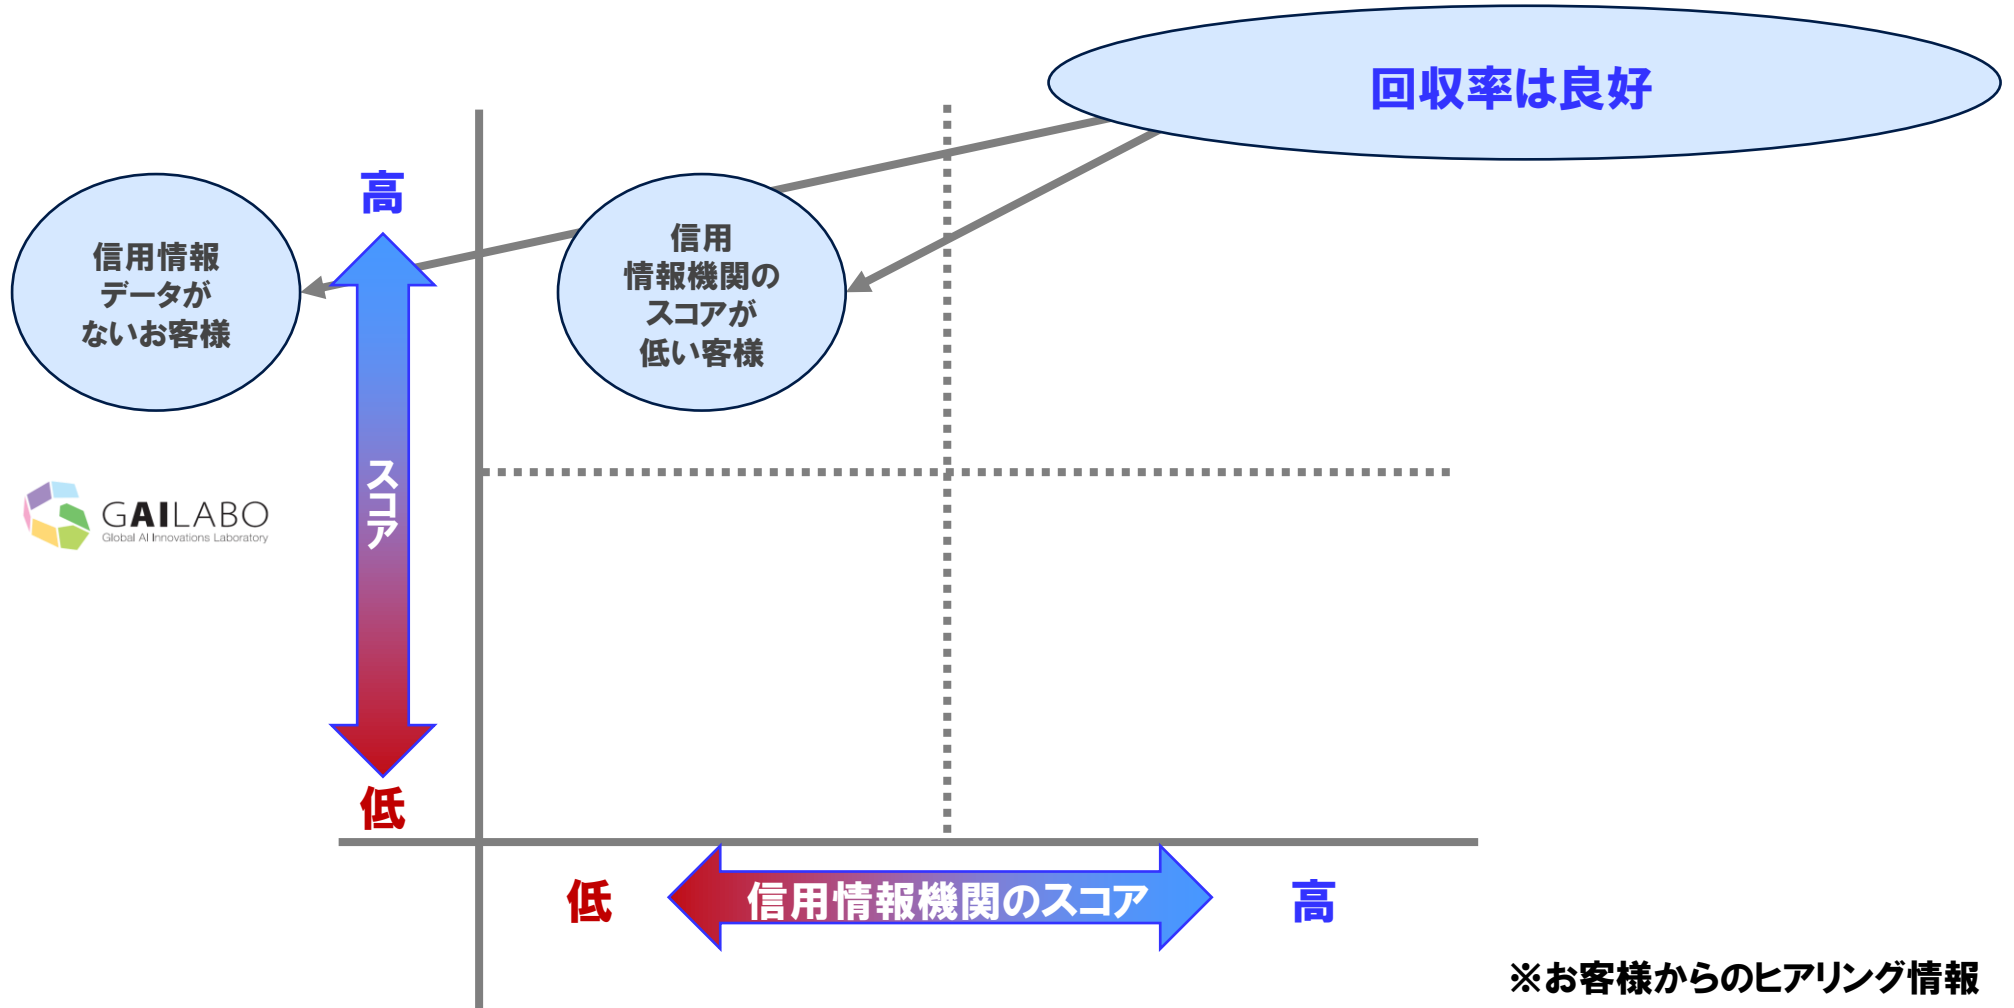 回収率は良好
高
信用情報
データが
ないお客様
信用
情報機関の
スコアが
低い客様
スコア
GAILABO
Global AI Innovations Laboratory
低
低
信用情報機関のスコア
高
※お客様からのヒアリング情報